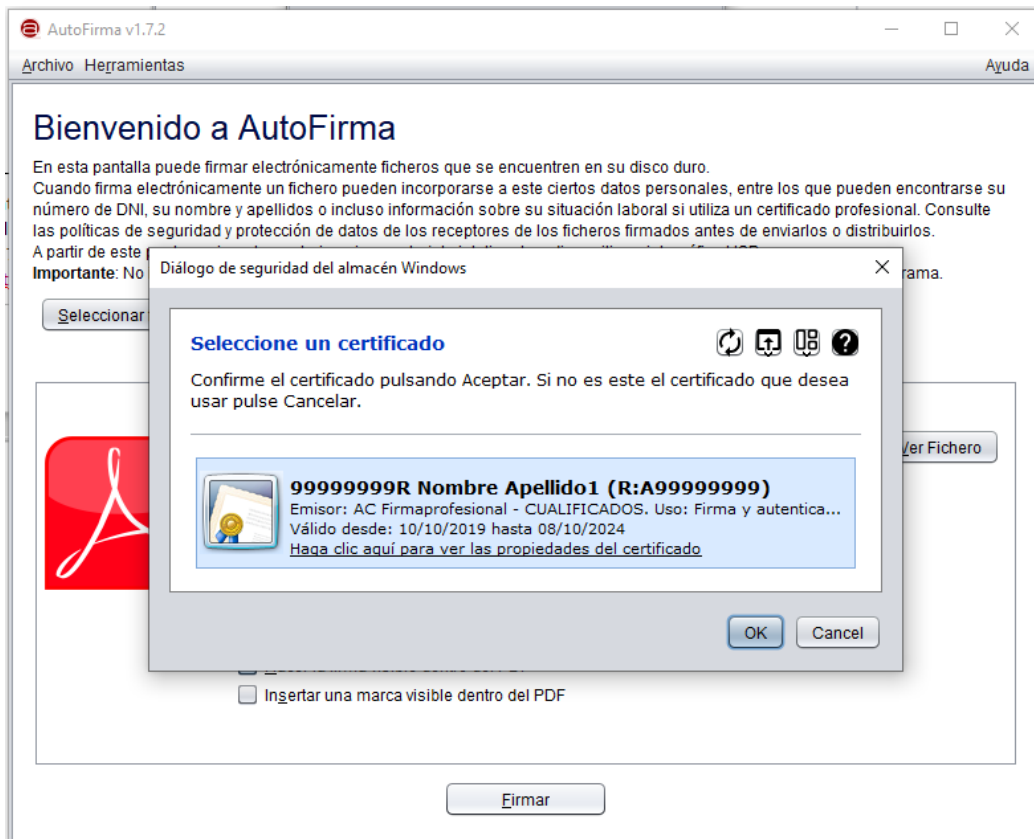 AutoFirma v1.7.2
Archivo Herramientas Ayuda
Bienvenido a AutoFirma
En esta pantalla puede firmar electrónicamente ficheros que se encuentren en su disco duro.
Cuando firma electrónicamente un fichero pueden incorporarse a este ciertos datos personales, entre los que pueden encontrarse su
número de DNI, su nombre y apellidos o incluso información sobre su situación laboral si utiliza un certificado profesional. Consulte
las políticas de seguridad y protección de datos de los receptores de los ficheros firmados antes de enviarlos o distribuirlos.
A partir de este
Importante: No
Seleccionar
Diálogo de seguridad del almacén Windows
Seleccione un certificado
Confirme el certificado pulsando Aceptar. Si no es este el certificado que desea
usar pulse Cancelar.
99999999R Nombre Apellido1 (R:A99999999)
Emisor: AC Firmaprofesional - CUALIFICADOS. Uso: Firma y autentica...
Válido desde: 10/10/2019 hasta 08/10/2024
Haga clic aquí para ver las propiedades del certificado
OK Cancel
Ver Fichero
Insertar una marca visible dentro del PDF
Firmar